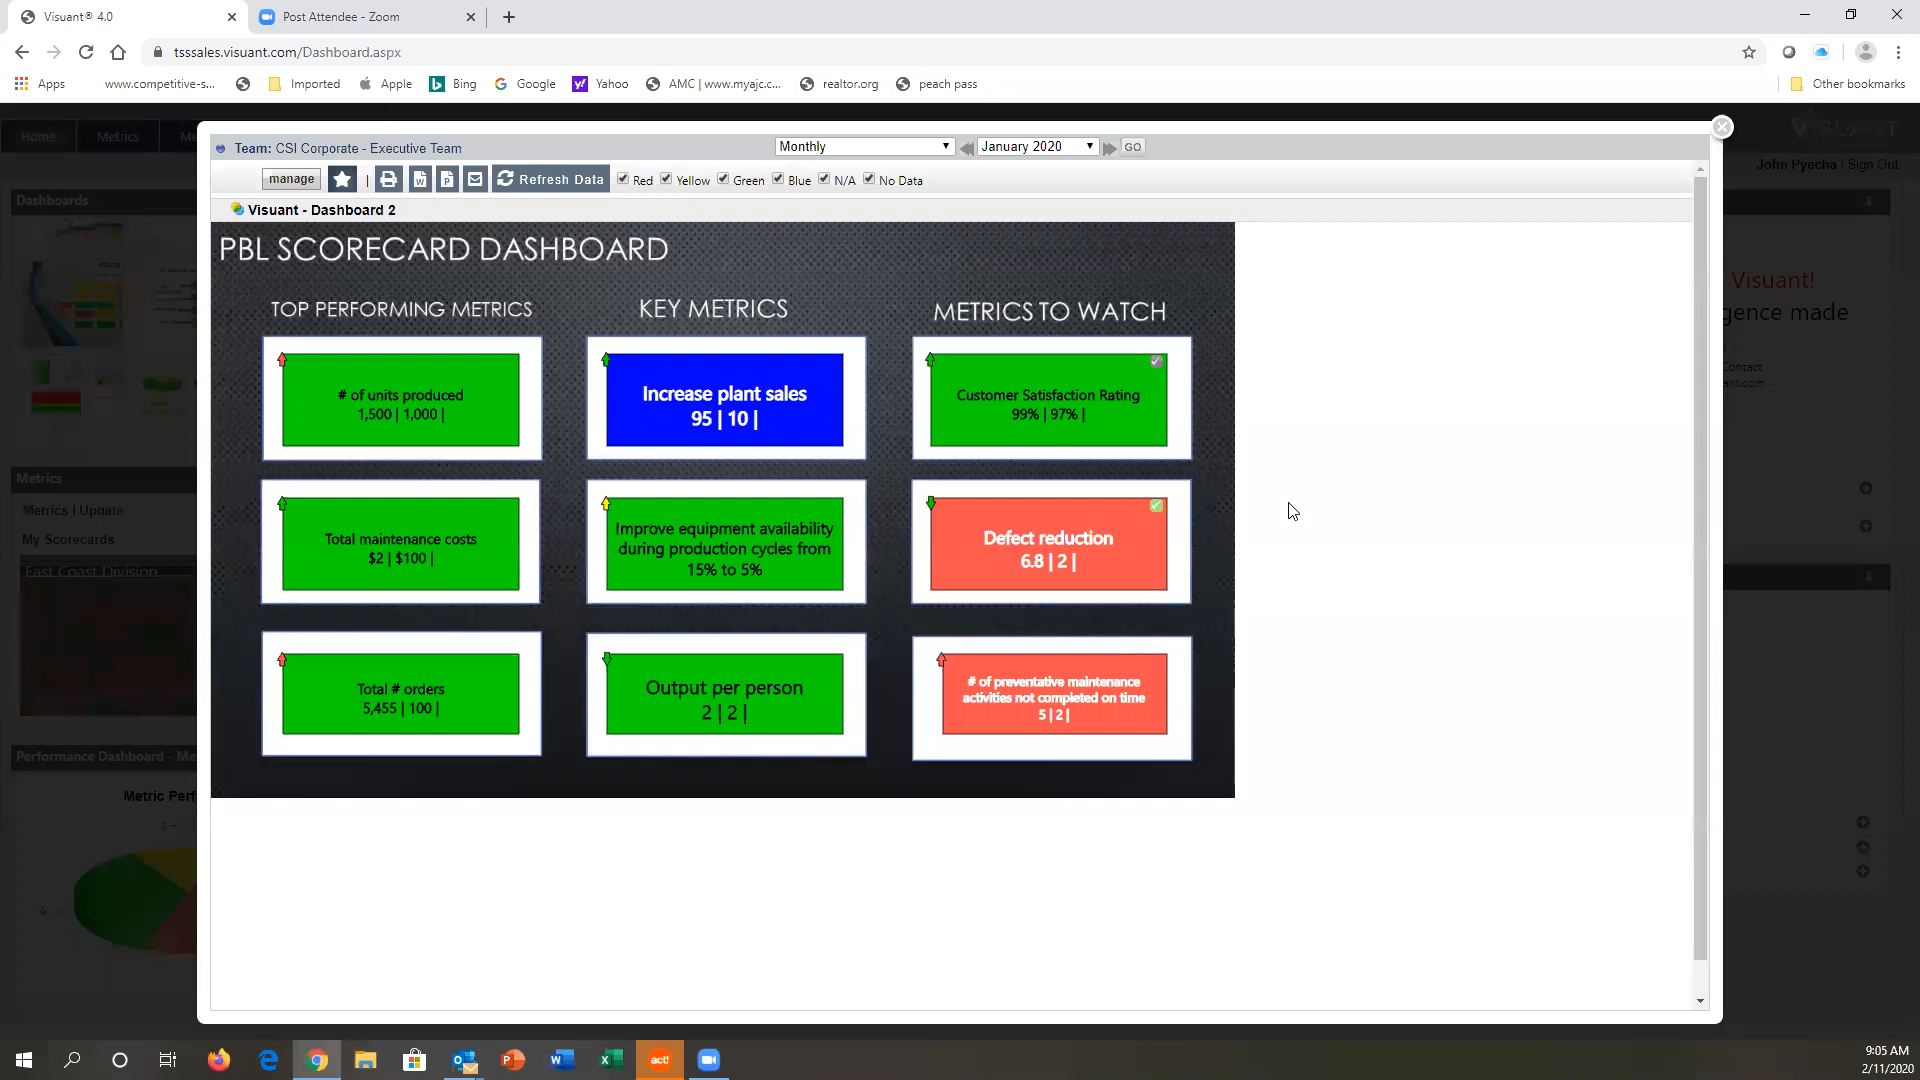 Visuant® 4.0
Post Attendee - Zoom
tsssales.visuant.com/Dashboard.aspx
Apps
www.competitive-s...
Imported
Apple
Bing
Google
Yahoo
AMC | www.myajc.c...
realtor.org
peach pass
Other bookmarks
Home
Metrics
Me
VISUANT
John Pyecha | Sign Out
Team: CSI Corporate - Executive Team
Monthly
January 2020
GO
manage
|
Refresh Data
Red
Yellow
Green
Blue
N/A
No Data
Visuant - Dashboard 2
PBL SCORECARD DASHBOARD
TOP PERFORMING METRICS
KEY METRICS
METRICS TO WATCH
# of units produced
1,500 | 1,000 |
Increase plant sales
95 | 10 |
Customer Satisfaction Rating
99% | 97% |
Total maintenance costs
$2 | $100 |
Improve equipment availability
during production cycles from
15% to 5%
Defect reduction
6.8 | 2 |
Total # orders
5,455 | 100 |
Output per person
2 | 2 |
# of preventative maintenance
activities not completed on time
5 | 2 |
Dashboards
Atlanta
Metrics
Metrics I Update
My Scorecards
East Coast Division
Performance Dashboard - Me
Metric Perf
Visuant!
gence made
ontact
ant.com
act!
9:05 AM
2/11/2020